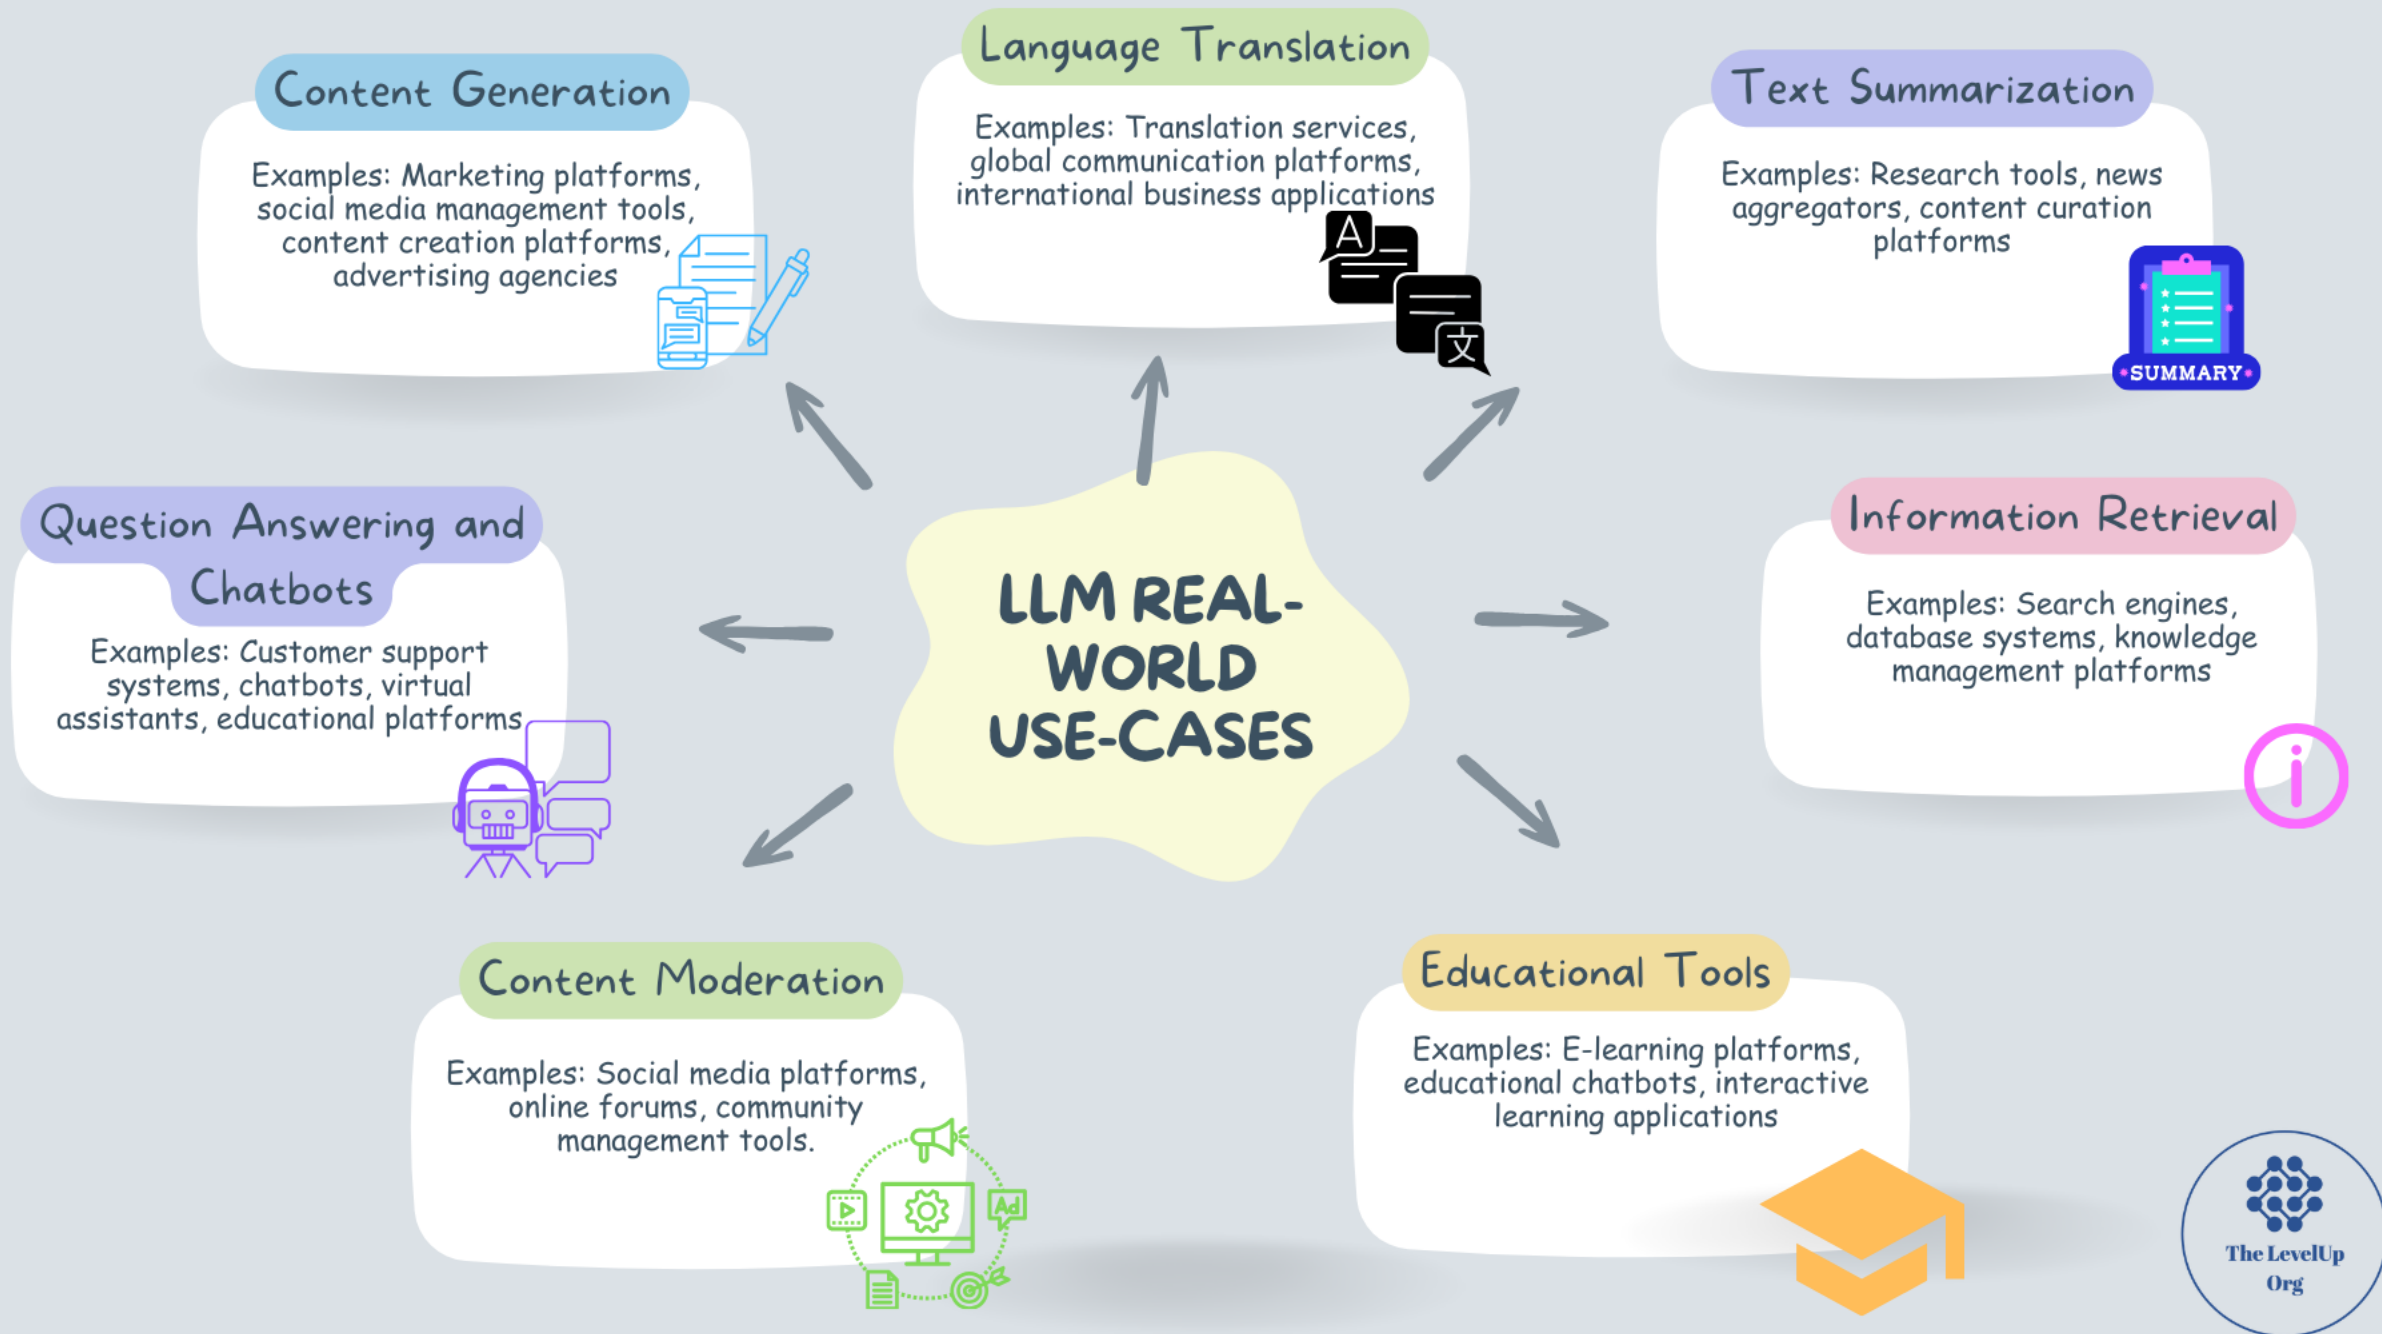 Content Generation
Examples: Marketing platforms,
social media management tools,
content creation platforms,
advertising agencies
Language Translation
Examples: Translation services,
global communication platforms,
international business applications
A
文
Text Summarization
Examples: Research tools, news
aggregators, content curation
platforms
SUMMARY
Question Answering and
Chatbots
Examples: Customer support
systems, chatbots, virtual
assistants, educational platforms
LLM REAL-
WORLD
USE-CASES
Information Retrieval
Examples: Search engines,
database systems, knowledge
management platforms
i
Content Moderation
Examples: Social media platforms,
online forums, community
management tools.
Ad
Educational Tools
Examples: E-learning platforms,
educational chatbots, interactive
learning applications
The LevelUp
Org